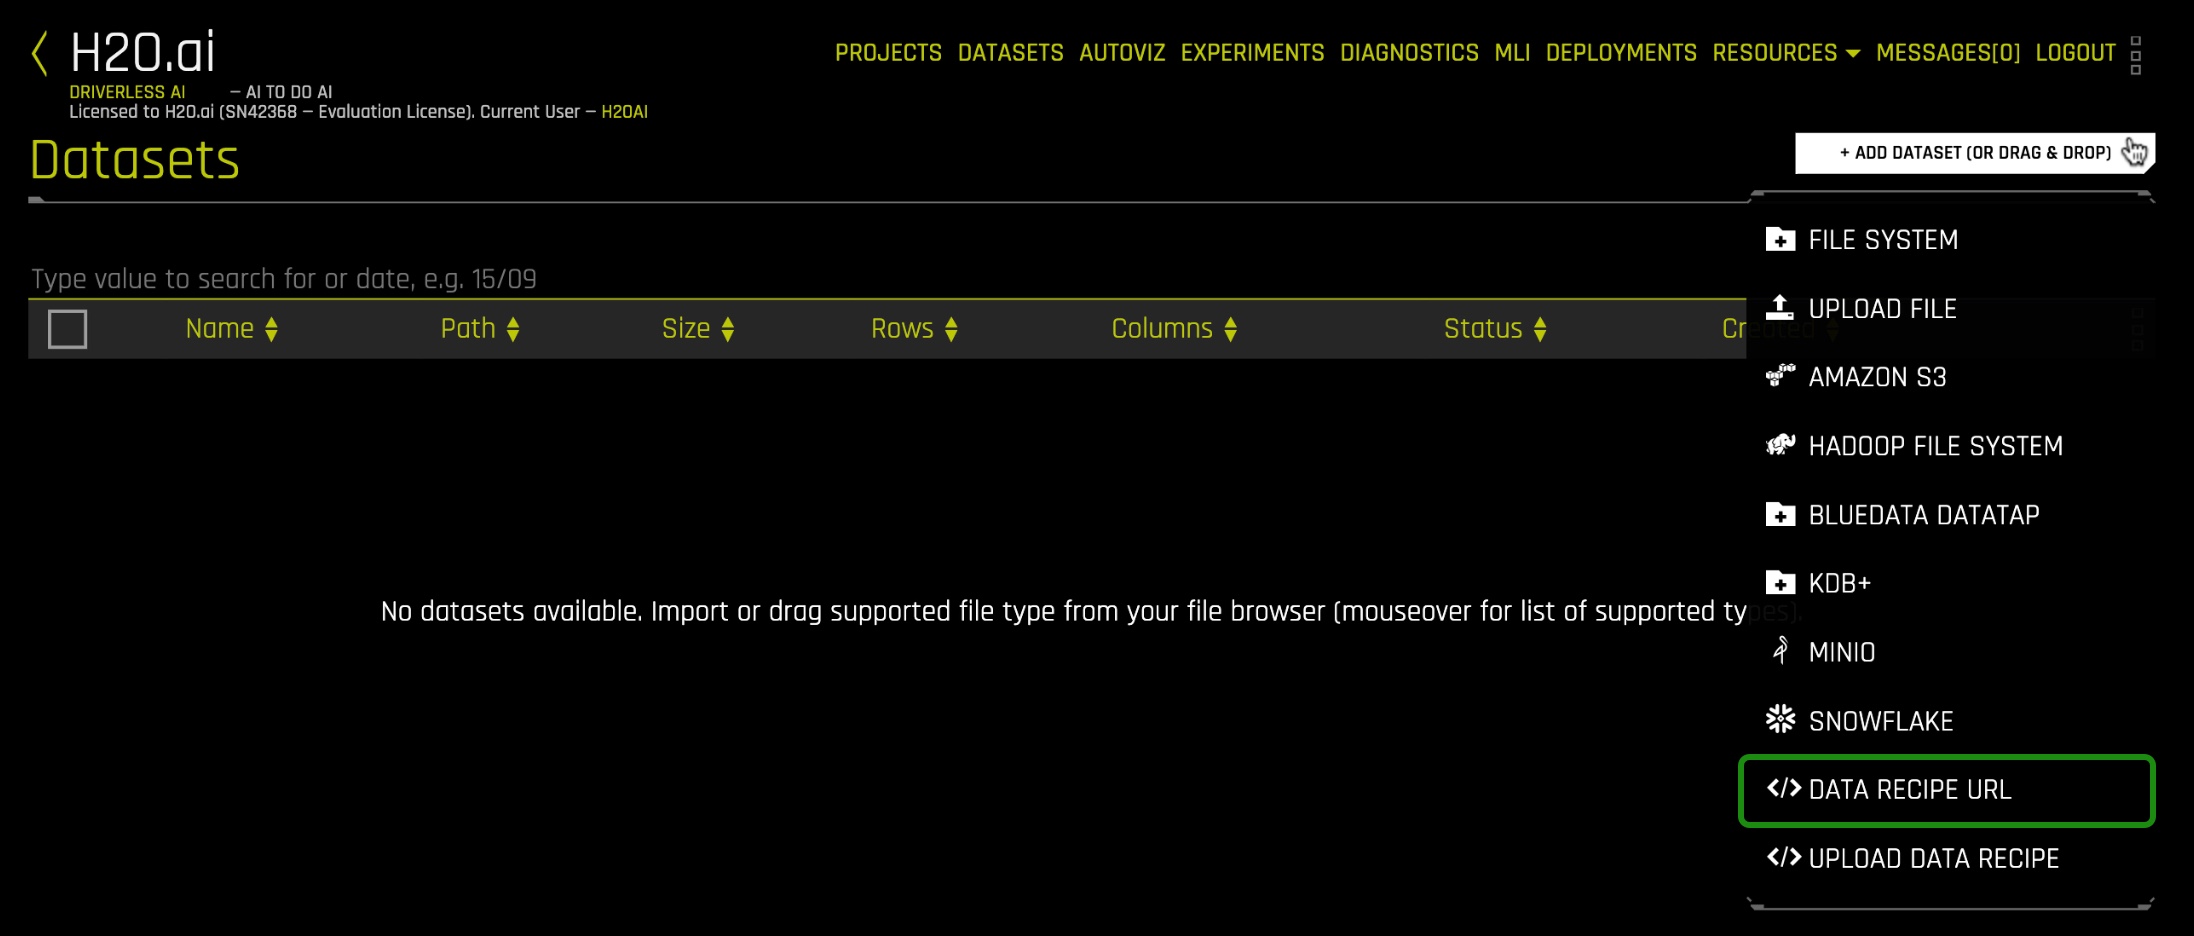 H2O.ai
PROJECTS DATASETS AUTOVIZ EXPERIMENTS DIAGNOSTICS MLI DEPLOYMENTS RESOURCES MESSAGES[0] LOGOUT
DRIVERLESS AI — AI TO DO AI
Licensed to H2O.ai (SN42368 — Evaluation License). Current User — H2OAI
Datasets
+ ADD DATASET (OR DRAG & DROP)
FILE SYSTEM
UPLOAD FILE
AMAZON S3
HADOOP FILE SYSTEM
BLUEDATA DATATAP
KDB+
MINIO
SNOWFLAKE
</> DATA RECIPE URL
</> UPLOAD DATA RECIPE
Type value to search for or date, e.g. 15/09
Name Path Size Rows Columns Status Created
No datasets available. Import or drag supported file type from your file browser (mouseover for list of supported types).